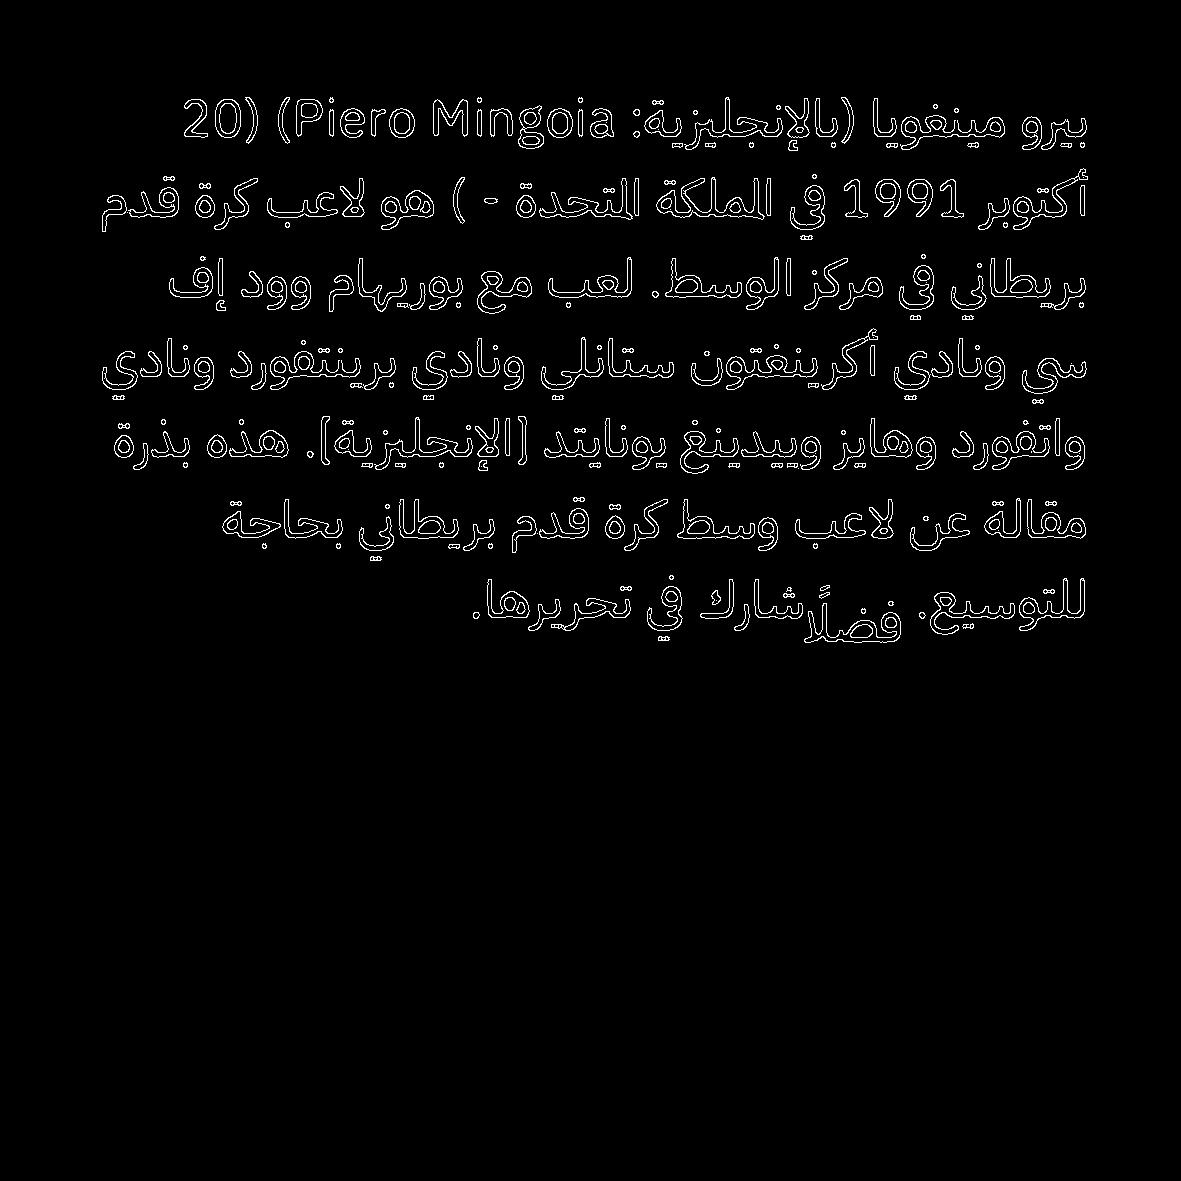 بيرو مينغويا (بالإنجليزية: Piero Mingoia) (20
أكتوبر 1991 في المملكة المتحدة - ) هو لاعب كرة قدم
بريطاني في مركز الوسط. لعب مع بوريهام وود إف
سي ونادي أكرينغتون ستانلي ونادي برينتفورد ونادي
واتفورد وهايز وييدينغ يونايتد [الإنجليزية]. هذه بذرة
مقالة عن لاعب وسط كرة قدم بريطاني بحاجة
للتوسيع. فضلًا شارك في تحريرها.